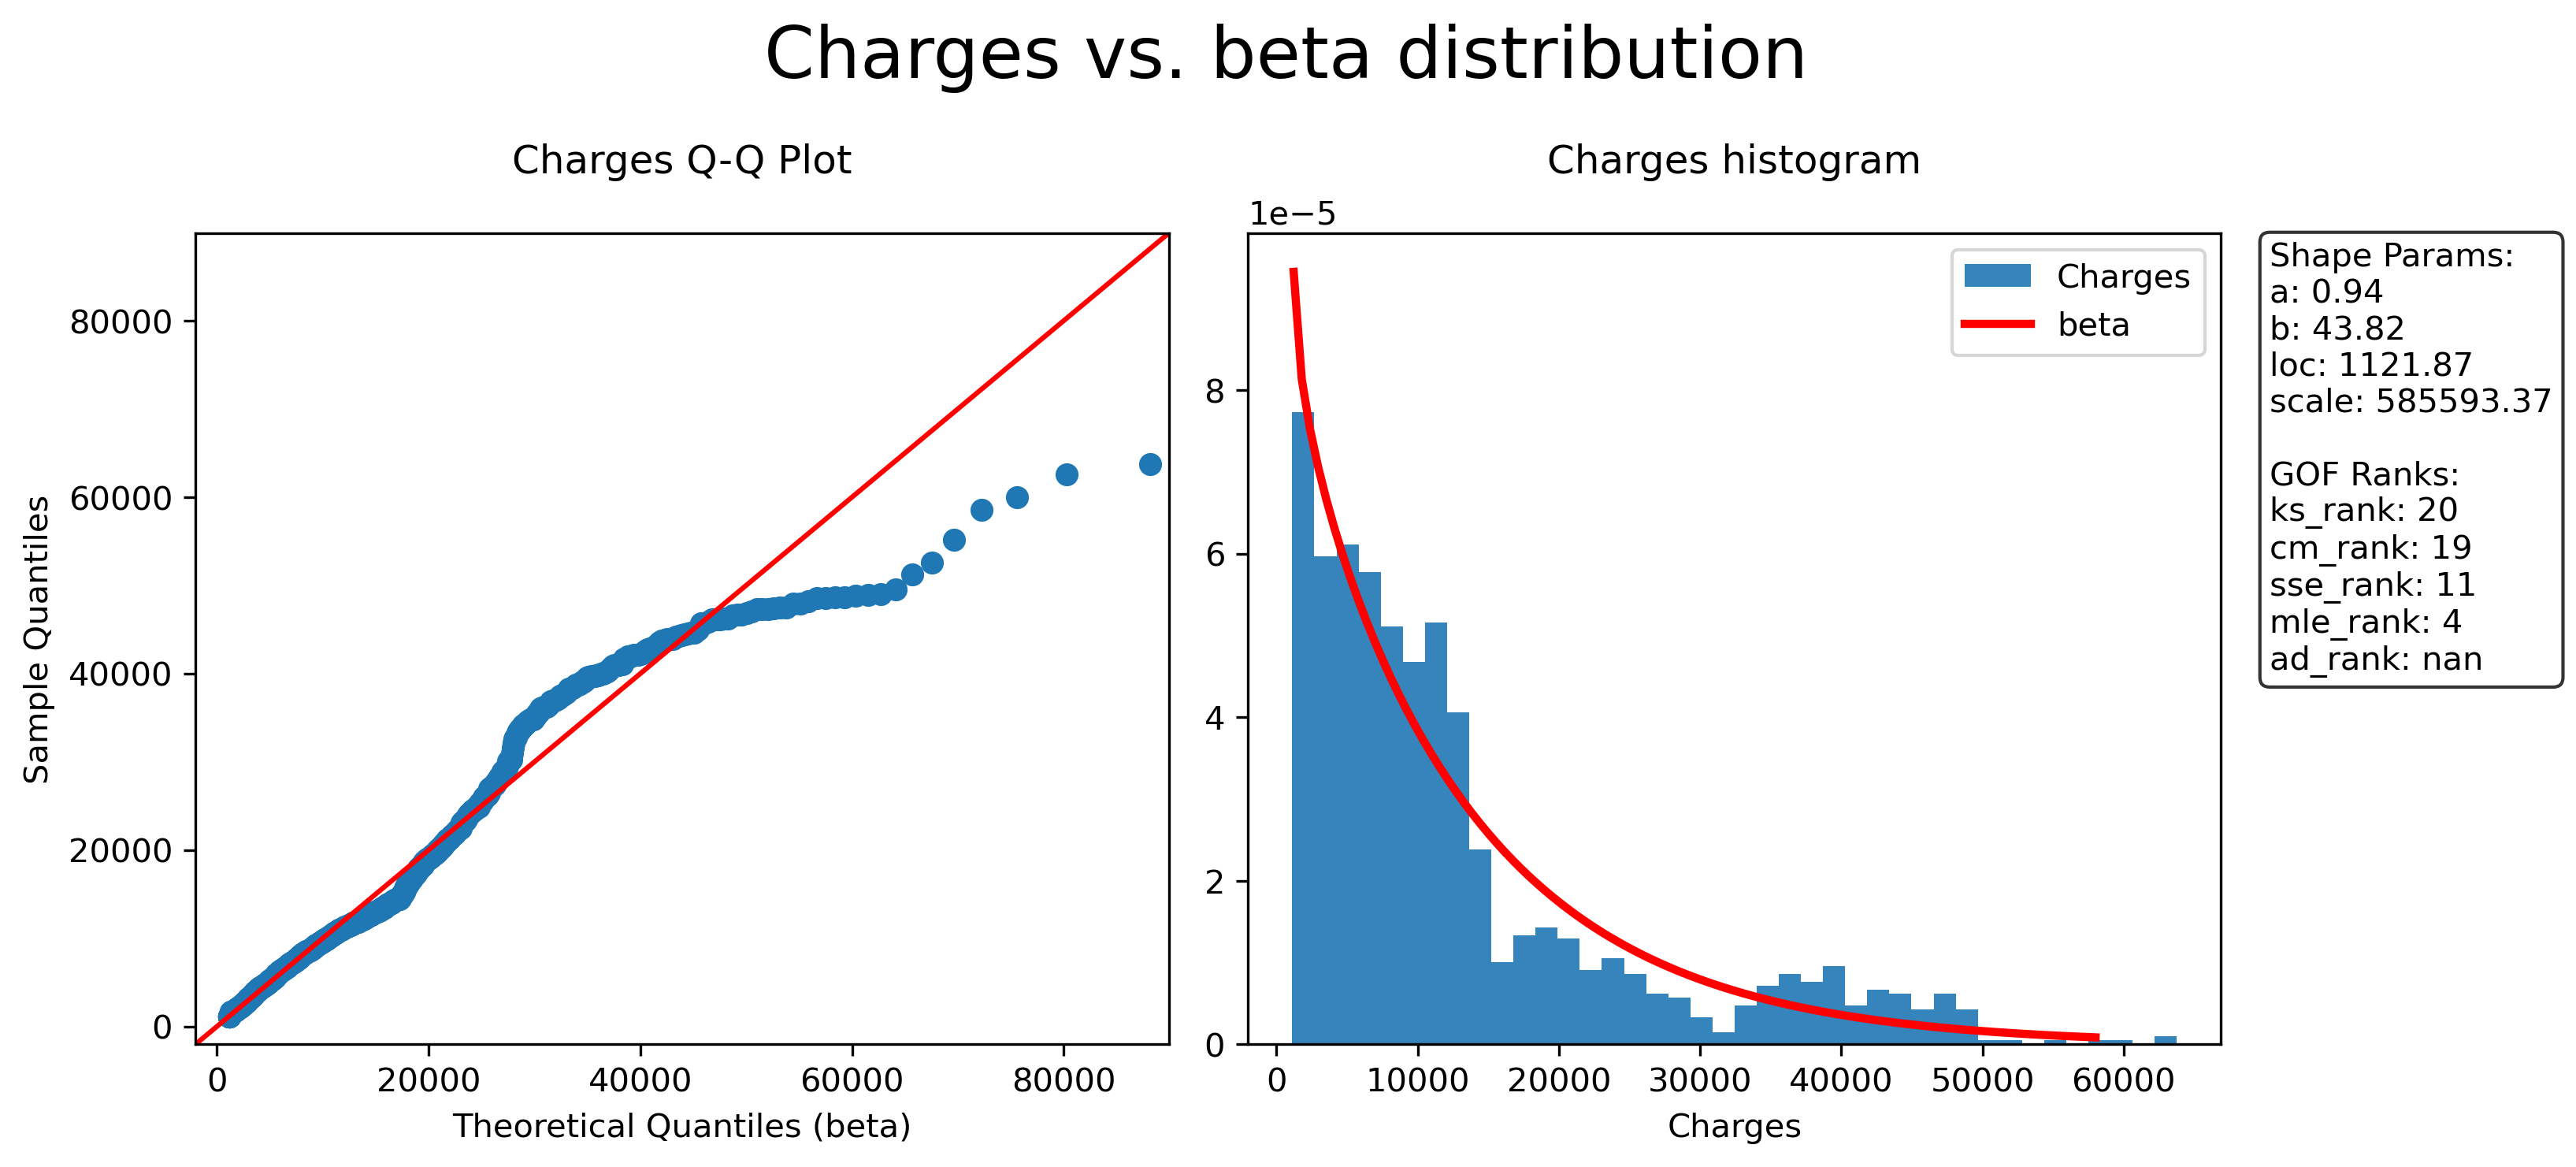 Charges vs. beta distribution
Charges Q-Q Plot
Sample Quantiles
80000
60000
40000
20000
0
0 20000 40000 60000 80000
Theoretical Quantiles (beta)
Charges histogram
1e−5
8
6
4
2
0
0 10000 20000 30000 40000 50000 60000
Charges
Charges
beta
Shape Params:
a: 0.94
b: 43.82
loc: 1121.87
scale: 585593.37
GOF Ranks:
ks_rank: 20
cm_rank: 19
sse_rank: 11
mle_rank: 4
ad_rank: nan